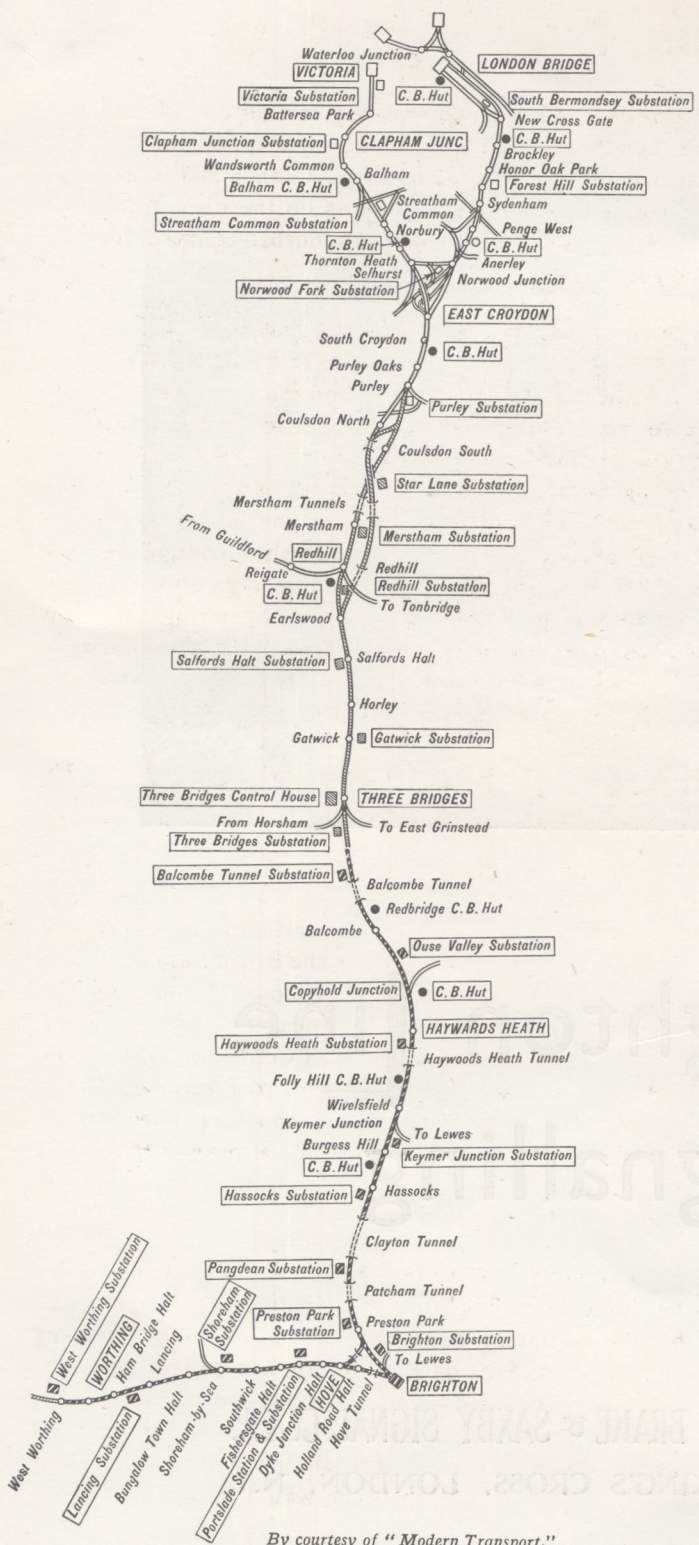 Waterloo Junction
LONDON BRIDGE
VICTORIA
Victoria Substation
C.B.Hut
South Bermondsey Substation
Battersea Park
New Cross Gate
Clapham Junction Substation
CLAPHAM JUNC
C.B.Hut
Brockley
Wandsworth Common
Honor Oak Park
Balham
Balham C.B.Hut
Forest Hill Substation
Streatham
Common
Sydenham
Streatham Common Substation
Norbury
Penge West
C.B.Hut
C.B.Hut
Thornton Heath
Anerley
Selhurst
Norwood Junction
Norwood Fork Substation
EAST CROYDON
South Croydon
C.B.Hut
Purley Oaks
Purley
Purley Substation
Coulsdon North
Coulsdon South
Star Lane Substation
Merstham Tunnels
Merstham
Merstham Substation
From Guildford
Redhill
Redhill
Reigate
Redhill Substation
C.B.Hut
To Tonbridge
Earlswood
Salfords Halt Substation
Salfords Halt
Horley
Gatwick
Gatwick Substation
Three Bridges Control House
THREE BRIDGES
From Horsham
To East Grinstead
Three Bridges Substation
Balcombe Tunnel Substation
Balcombe Tunnel
Redbridge C.B.Hut
Balcombe
Ouse Valley Substation
Copyhold Junction
C.B.Hut
HAYWARDS HEATH
Haywoods Heath Substation
Haywoods Heath Tunnel
Folly Hill C.B.Hut
Wivelsfield
Keymer Junction
To Lewes
Burgess Hill
Keymer Junction Substation
C.B.Hut
Hassocks Substation
Hassocks
Clayton Tunnel
Pangdean Substation
Patcham Tunnel
Preston Park
Substation
Preston Park
Brighton Substation
To Lewes
BRIGHTON
West Worthing Substation
WORTHING
Ham Bridge Halt
Lancing
Shoreham
Substation
West Worthing
Lancing Substation
Bungalow Town Halt
Shoreham-by-Sea
Southwick
Fishersgate Halt
Portslade Station & Substation
Dyke Junction Halt
HOVE
Holland Road Halt
Hove Tunnel
By courtesy of "Modern Transport."